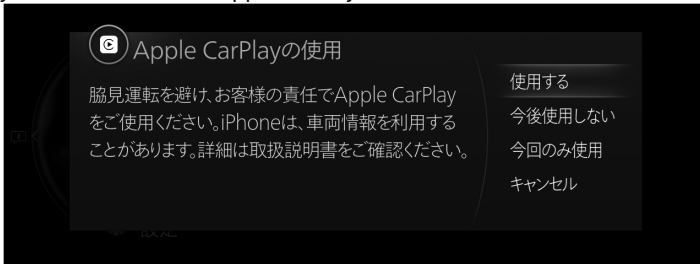 Apple CarPlayの使用
脇見運転を避け、お客様の責任でApple CarPlay
をご使用ください。iPhoneは、車両情報を利用する
ことがあります。詳細は取扱説明書をご確認ください。
使用する
今後使用しない
今回のみ使用
キャンセル
設定